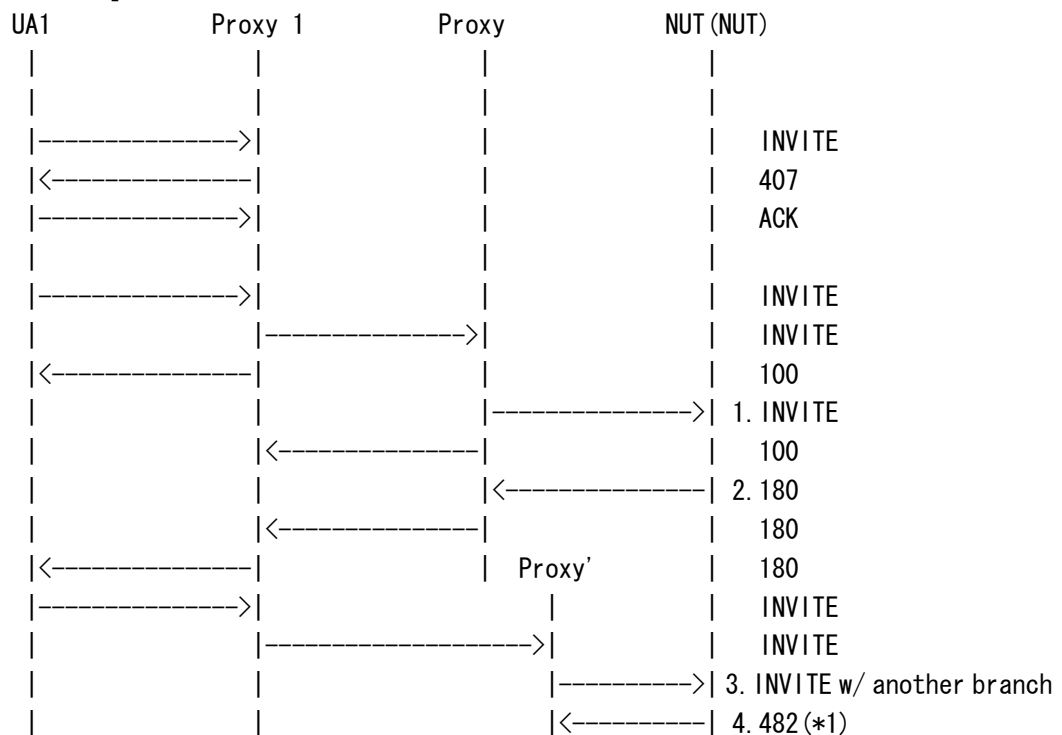 UA1 Proxy 1 Proxy NUT(NUT)
INVITE
407
ACK
INVITE
INVITE
100
1. INVITE
100
2. 180
180
Proxy' 180
INVITE
INVITE
3. INVITE w/ another branch
4. 482(*1)